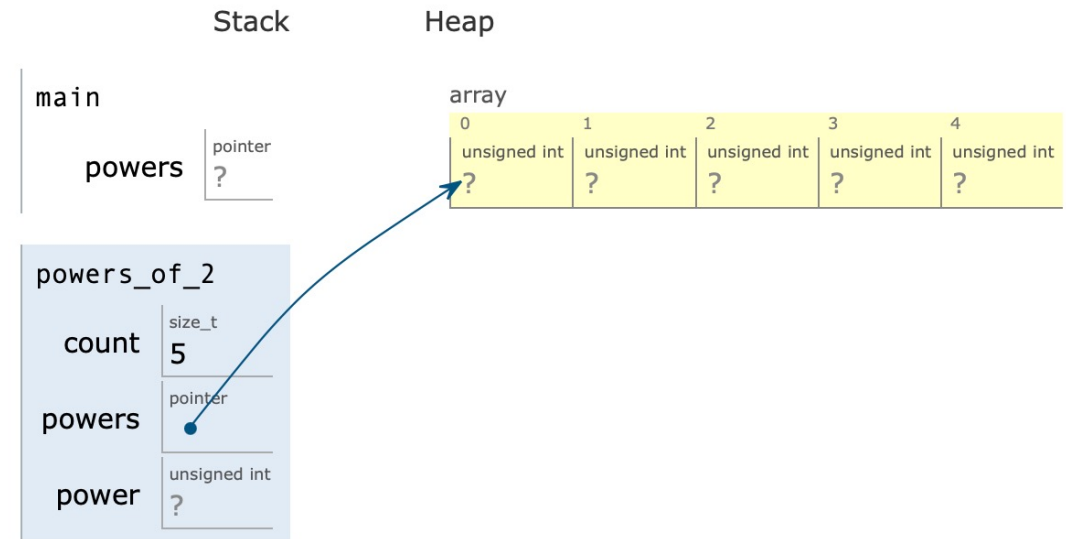 Stack Heap
main
array
0 1 2 3 4
powers pointer ?
unsigned int unsigned int unsigned int unsigned int unsigned int
? ? ? ? ?
powers_of_2
count size_t 5
powers pointer
power unsigned int ?